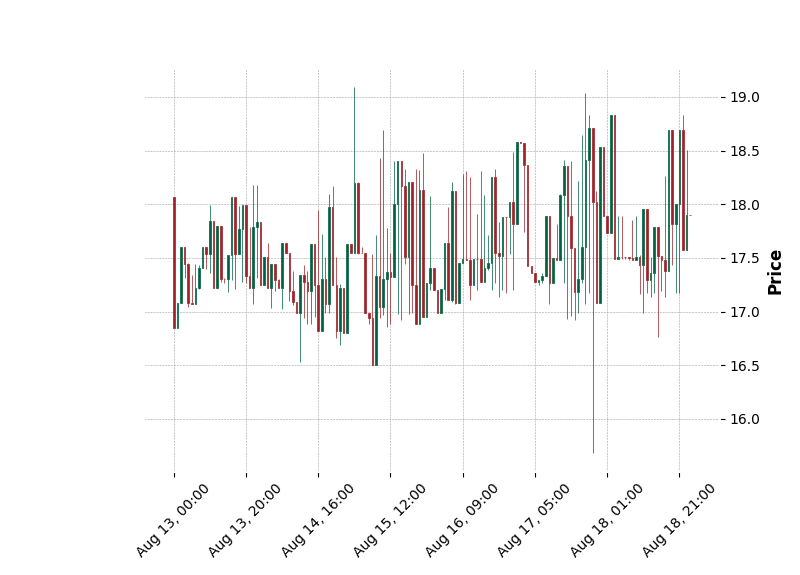 19.0
18.5
18.0
17.5
17.0
16.5
16.0
Price
Aug 13, 00:00
Aug 13, 20:00
Aug 14, 16:00
Aug 15, 12:00
Aug 16, 09:00
Aug 17, 05:00
Aug 18, 01:00
Aug 18, 21:00